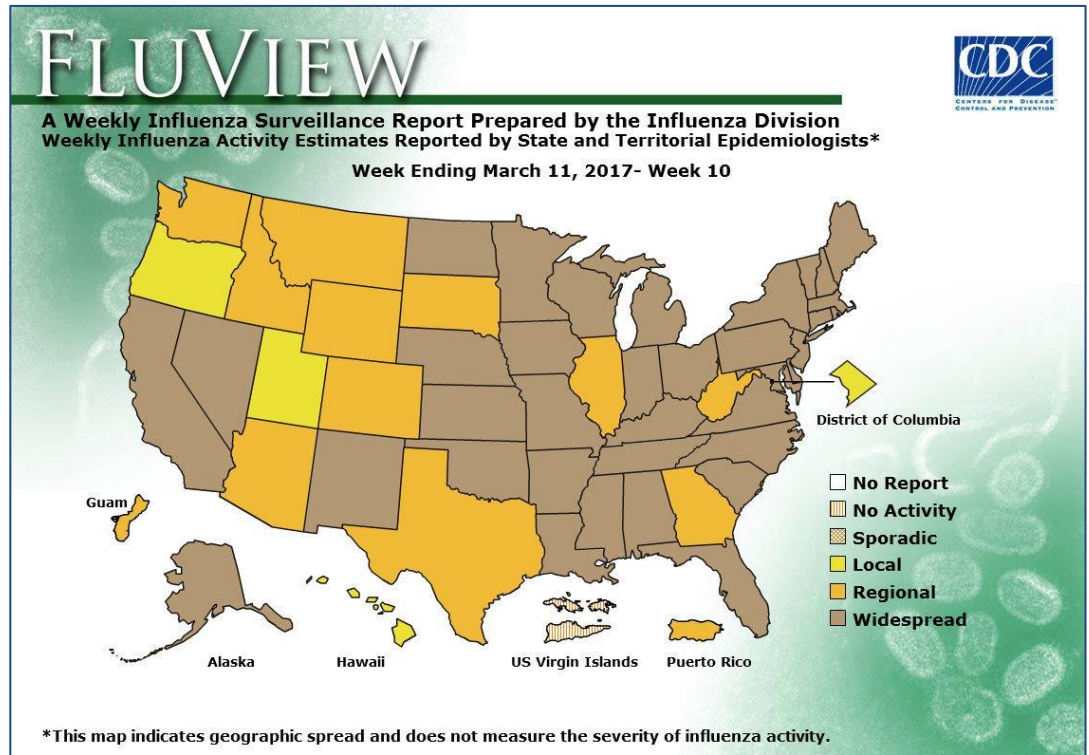 FLUVIEW
CDC
CENTERS FOR DISEASE
CONTROL AND PREVENTION
A Weekly Influenza Surveillance Report Prepared by the Influenza Division
Weekly Influenza Activity Estimates Reported by State and Territorial Epidemiologists*
Week Ending March 11, 2017- Week 10
District of Columbia
No Report
No Activity
Sporadic
Local
Regional
Widespread
Guam
Alaska
Hawaii
US Virgin Islands
Puerto Rico
*This map indicates geographic spread and does not measure the severity of influenza activity.